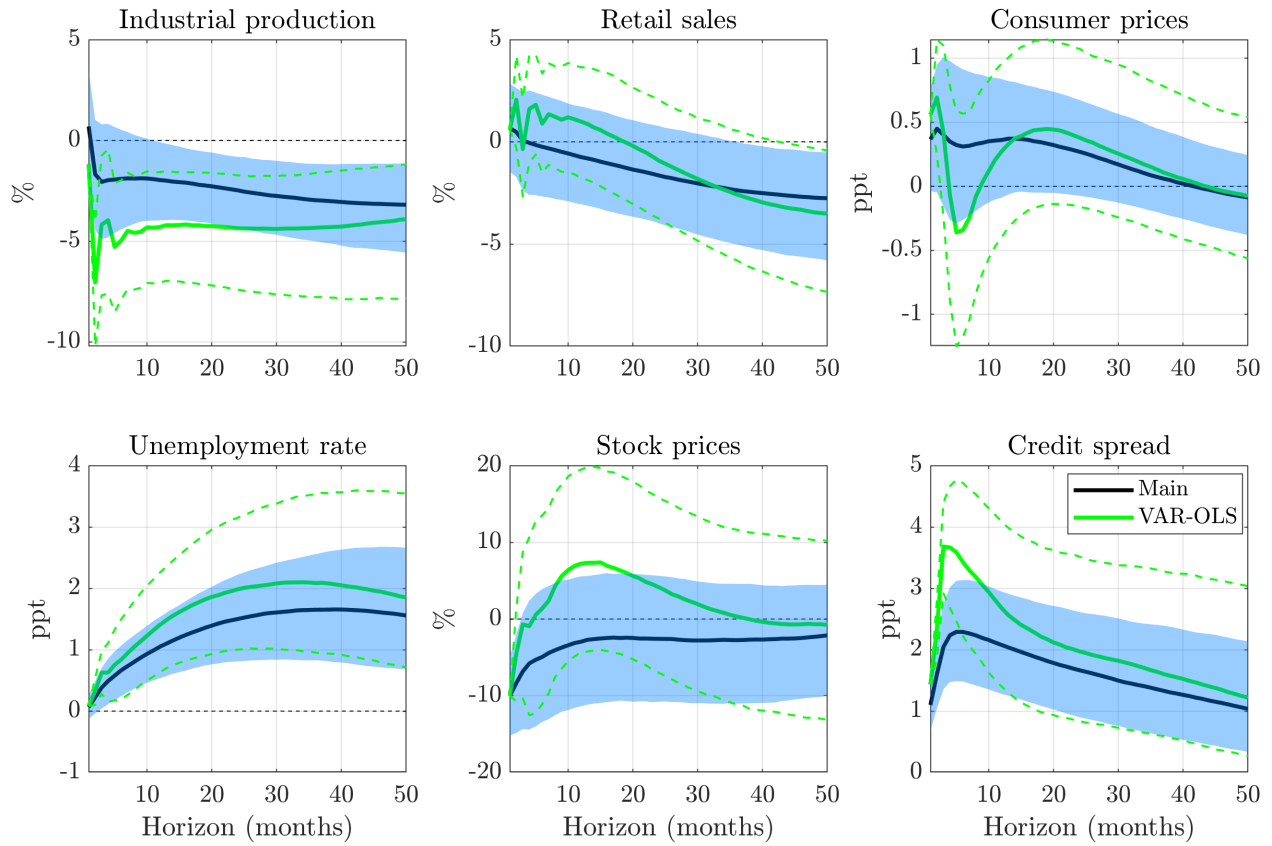 Industrial production
Retail sales
Consumer prices
5
0
-5
-10
%
10 20 30 40 50
5
0
-5
-10
%
10 20 30 40 50
1
0.5
0
-0.5
-1
ppt
10 20 30 40 50
Unemployment rate
Stock prices
Credit spread
4
3
2
1
0
-1
ppt
10 20 30 40 50
Horizon (months)
20
10
0
-10
-20
%
10 20 30 40 50
Horizon (months)
5
4
3
2
1
0
ppt
Main
VAR-OLS
10 20 30 40 50
Horizon (months)